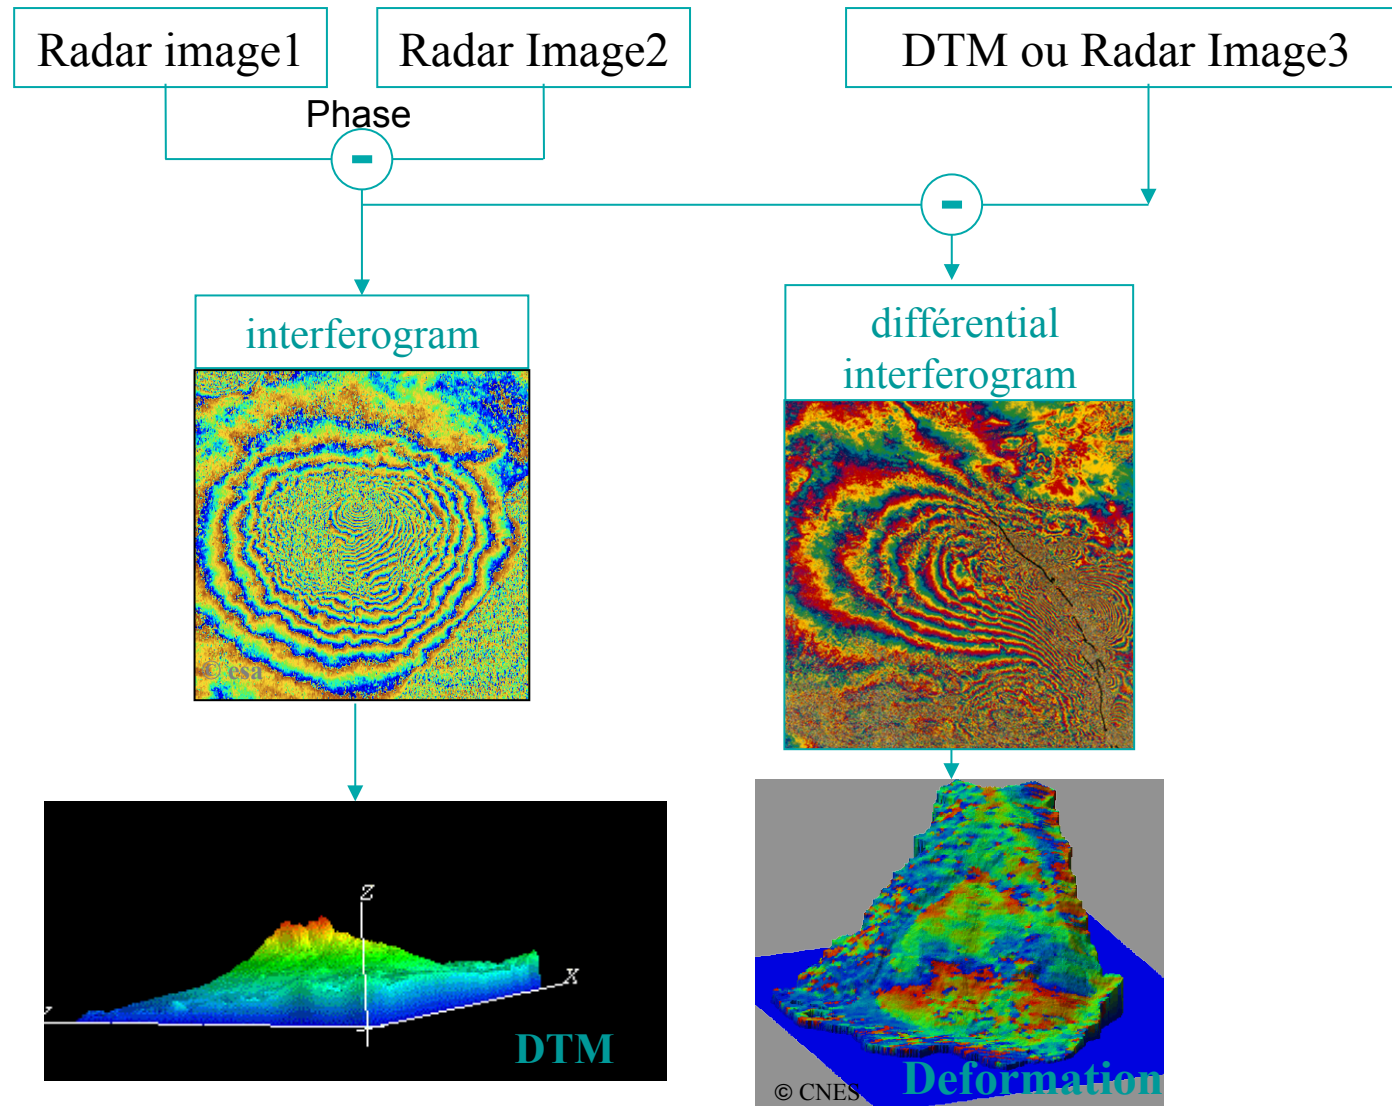 Radar image1
Radar Image2
DTM ou Radar Image3
Phase
-
-
interferogram
différential
interferogram
© esa
Z
X
Y
DTM
Deformation
© CNES